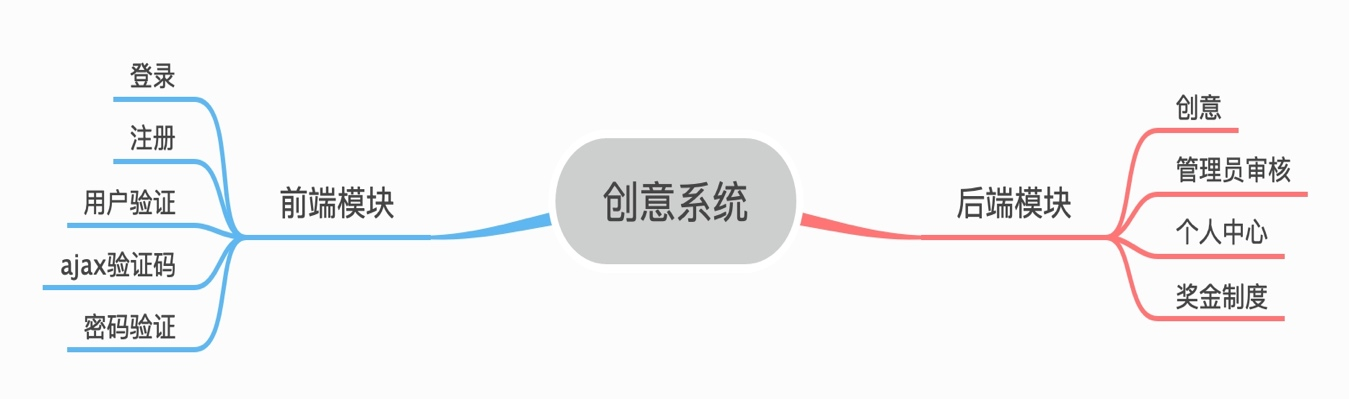 创意系统
前端模块
登录
注册
用户验证
ajax验证码
密码验证
后端模块
创意
管理员审核
个人中心
奖金制度